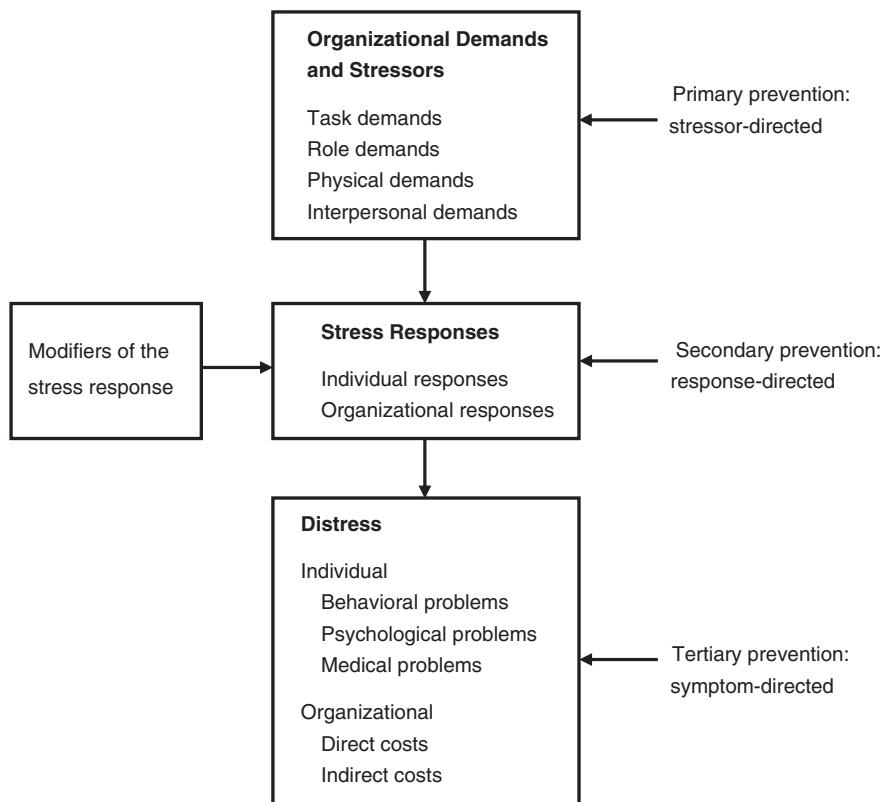 Organizational Demands
and Stressors
Task demands
Role demands
Physical demands
Interpersonal demands
Primary prevention:
stressor-directed
Modifiers of the
stress response
Stress Responses
Individual responses
Organizational responses
Secondary prevention:
response-directed
Distress
Individual
Behavioral problems
Psychological problems
Medical problems
Organizational
Direct costs
Indirect costs
Tertiary prevention:
symptom-directed